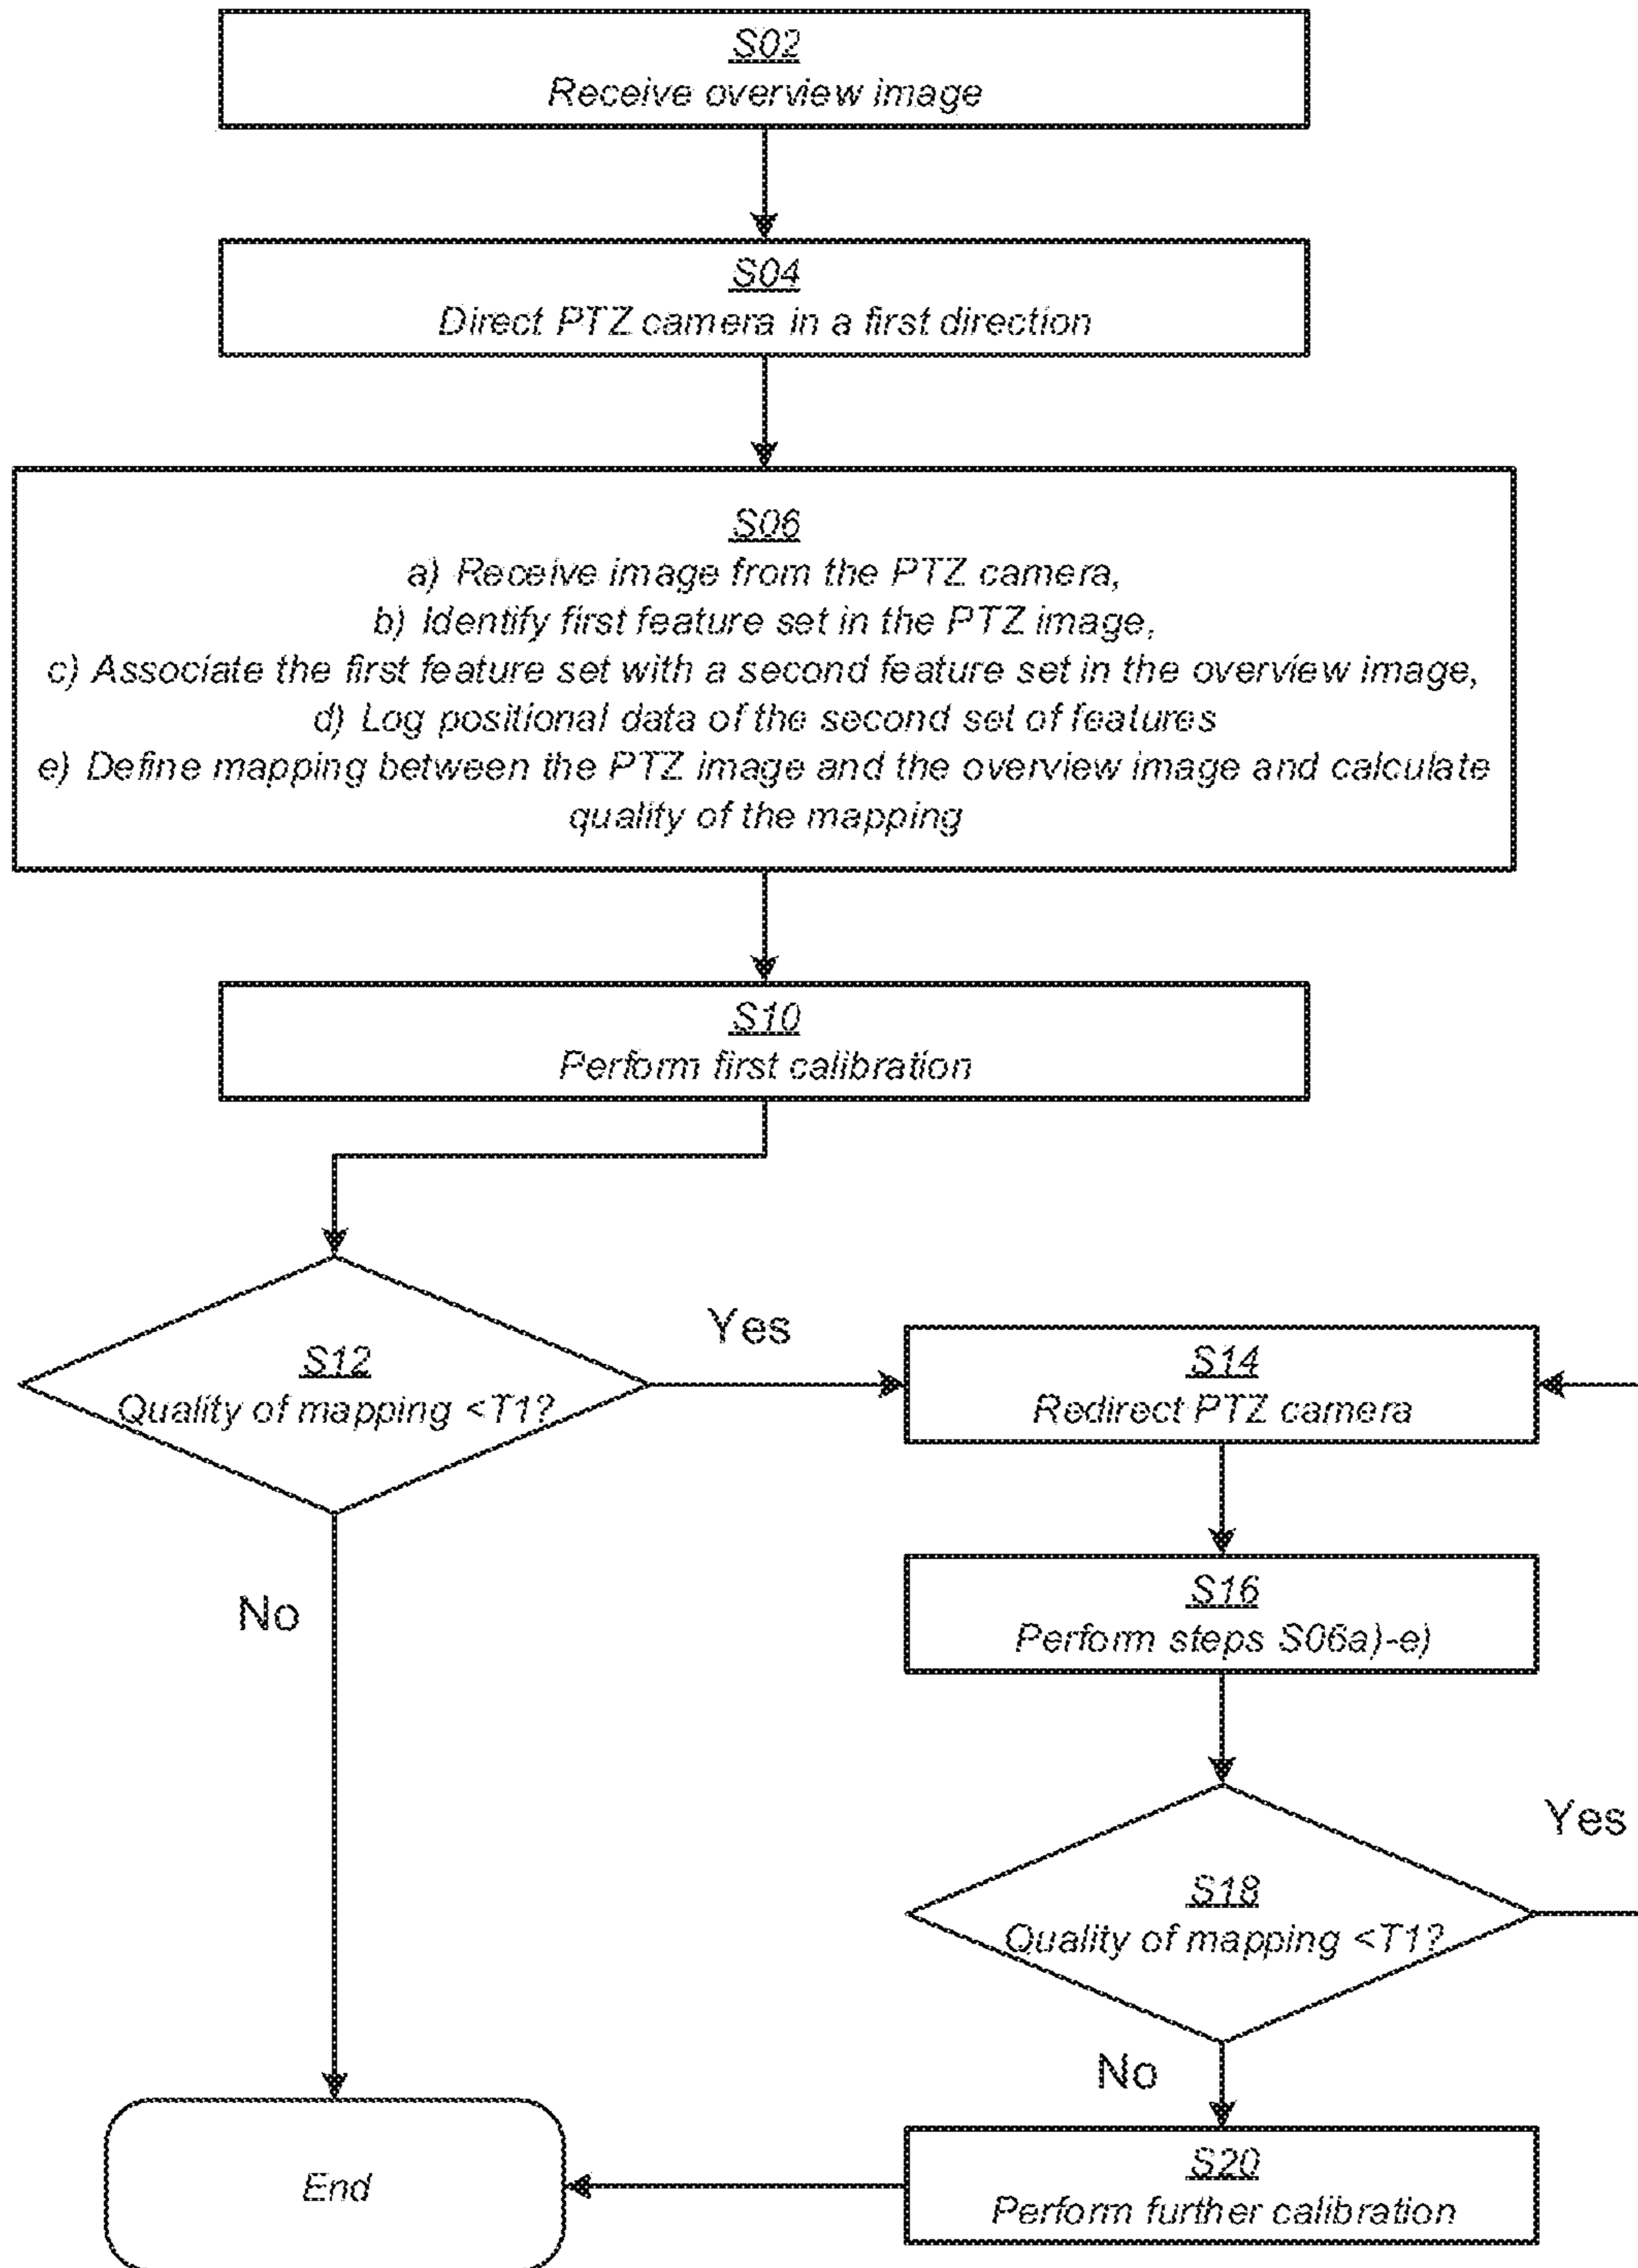 S02
Receive overview image
S04
Direct PTZ camera in a first direction
S06
a) Receive image from the PTZ camera,
b) Identify first feature set in the PTZ image,
c) Associate the first feature set with a second feature set in the overview image,
d) Log positional data of the second set of features
e) Define mapping between the PTZ image and the overview image and calculate
quality of the mapping
S10
Perform first calibration
S12
Quality of mapping <T1?
Yes
No
S14
Redirect PTZ camera
S16
Perform steps S06a)-e)
S18
Quality of mapping <T1?
Yes
No
S20
Perform further calibration
End